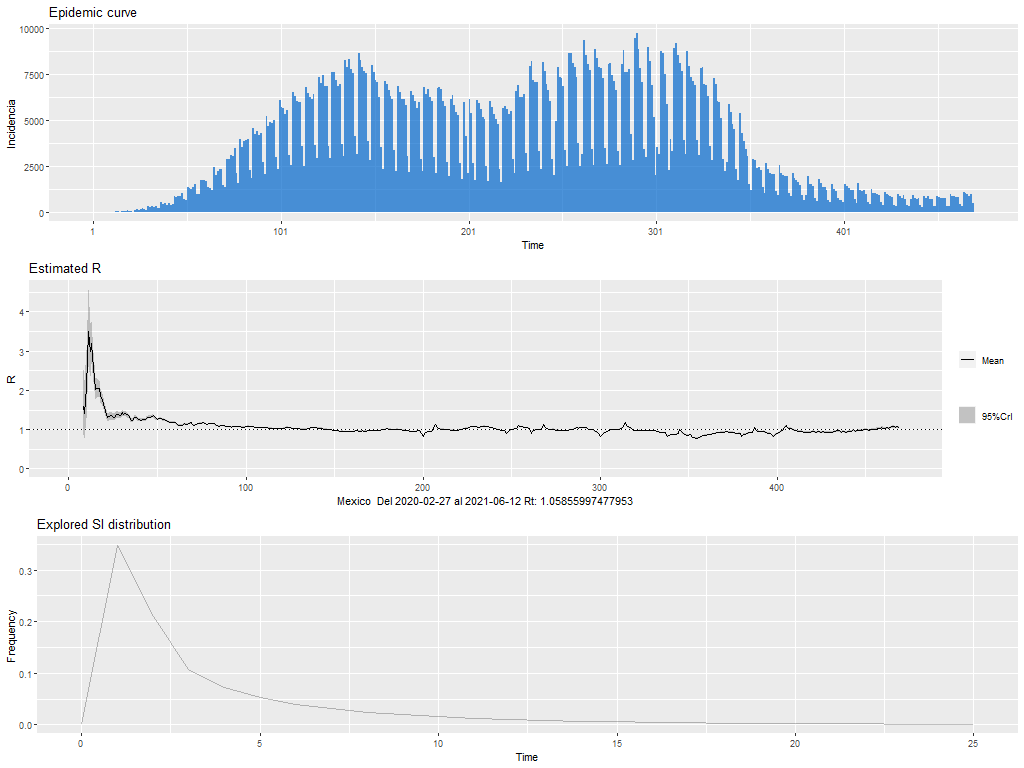 Epidemic curve
10000
7500
5000
2500
0
Incidencia
1
101
201
301
401
Time
Estimated R
4
3
2
1
0
R
0
100
200
300
400
Mexico Del 2020-02-27 al 2021-06-12 Rt: 1.05855997477953
Mean
95%CrI
Explored SI distribution
0.3
0.2
0.1
0.0
Frequency
0
5
10
15
20
25
Time